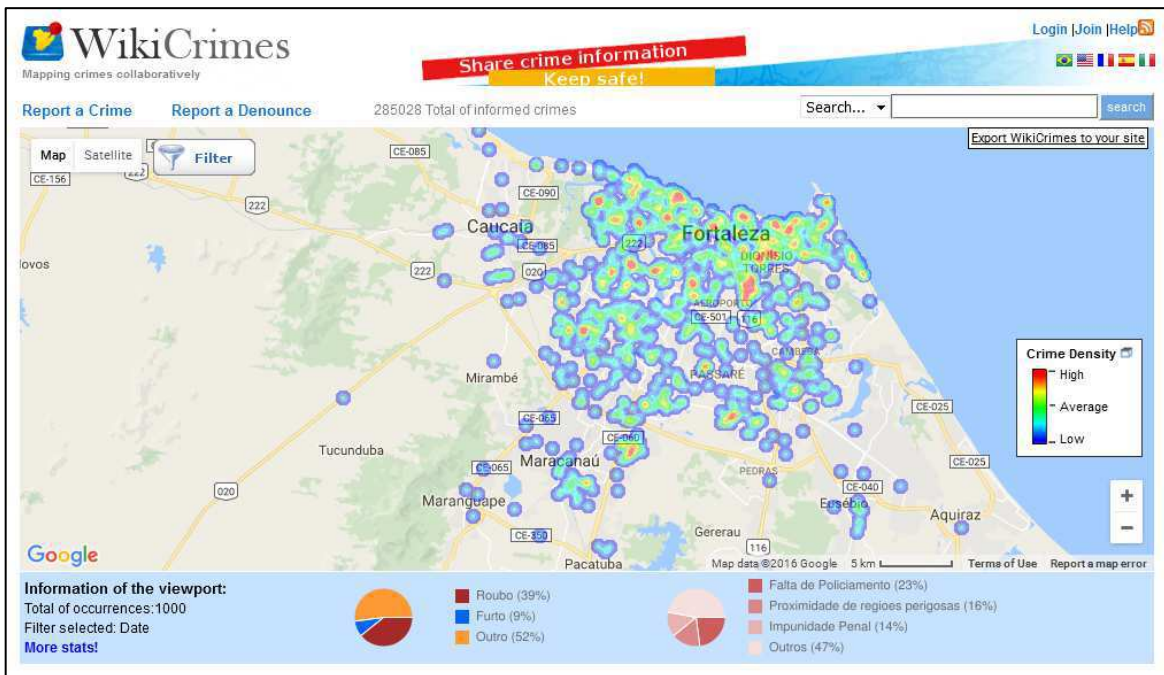 WikiCrimes
Mapping crimes collaboratively
Share crime information
Keep safe!
Login |Join |Help
Report a Crime
Report a Denounce
285028 Total of informed crimes
Search...
search
Export WikiCrimes to your site
Map
Satellite
Filter
CE-085
CE-156
222
CE-090
222
Caucaia
Fortaleza
CE-085
222
DIONISIO
TORRES
222
020
AEROPORTO
CE-501
116
PASSARÉ
Mirambé
CE-065
CE-060
CE-025
Tucunduba
Maracanaú
CE-065
CE-025
PEDRAS
020
CE-040
Maranguape
Eusébio
Aquiraz
CE-350
Gererau
116
Pacatuba
Crime Density
High
Average
Low
+
−
Google
Map data ©2016 Google
5 km
Terms of Use
Report a map error
Information of the viewport:
Total of occurrences:1000
Filter selected: Date
More stats!
Roubo (39%)
Furto (9%)
Outro (52%)
Falta de Policiamento (23%)
Proximidade de regioes perigosas (16%)
Impunidade Penal (14%)
Outros (47%)